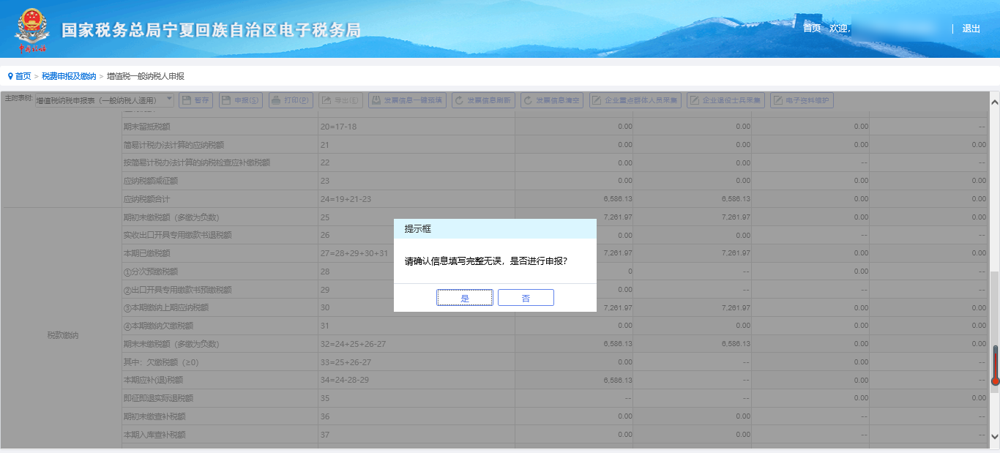 国家税务总局宁夏回族自治区电子税务局
中国税务
首页 欢迎, | 退出
首页 > 税费申报及缴纳 > 增值税一般纳税人申报
主附表树: 增值税纳税申报表（一般纳税人适用） 暂存 申报(S) 打印(P) 导出(E) 发票信息一键预填 发票信息刷新 发票信息清空 企业重点群体人员采集 企业退役士兵采集 电子资料维护
期末留抵税额 20=17-18 0.00 0.00 0.00 --
简易计税办法计算的应纳税额 21 0.00 0.00 0.00 0.00
按简易计税办法计算的纳税检查应补缴税额 22 0.00 0.00 -- --
应纳税额减征额 23 0.00 0.00 0.00 0.00
应纳税额合计 24=19+21-23 6,586.13 6,586.13 0.00 0.00
期初未缴税额（多缴为负数） 25 7,261.97 7,261.97 0.00 0.00
实收出口开具专用缴款书退税额 26 0.00 0.00 -- --
本期已缴税额 27=28+29+30+31 7,261.97 7,261.97 0.00 0.00
①分次预缴税额 28 0 -- 0.00 --
②出口开具专用缴款书预缴税额 29 0.00 -- -- --
③本期缴纳上期应纳税额 30 7,261.97 7,261.97 0.00 0.00
④本期缴纳欠缴税额 31 0.00 0.00 0.00 0.00
税款缴纳
期末未缴税额（多缴为负数） 32=24+25+26-27 6,586.13 6,586.13 0.00 0.00
其中：欠缴税额（≥0） 33=25+26-27 0.00 -- 0.00 --
本期应补(退)税额 34=24-28-29 6,586.13 -- 0.00 --
即征即退实际退税额 35 -- -- 0.00 0.00
期初未缴查补税额 36 0.00 0.00 -- --
本期入库查补税额 37 0.00 0.00 -- --
提示框
请确认信息填写完整无误，是否进行申报?
是 否